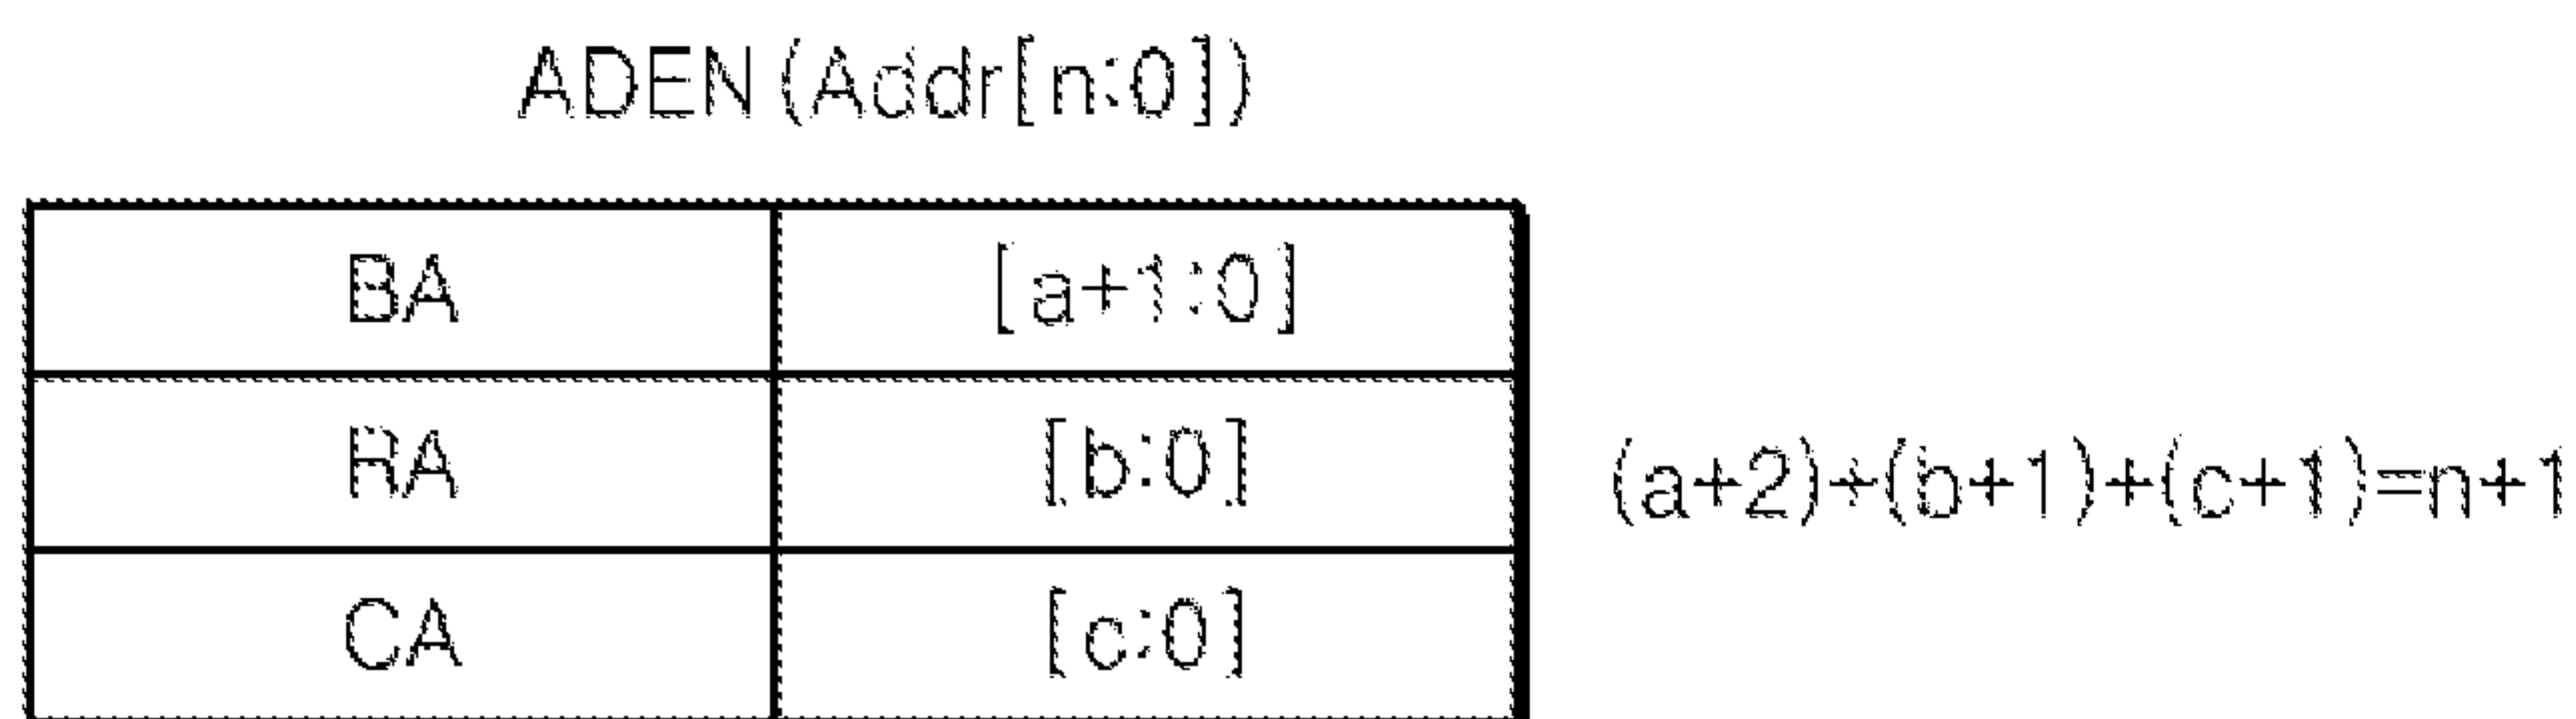 ADEN(Addr[n:0])
BA [a+1:0]
RA [b:0]
(a+2)+(b+1)+(c+1)=n+1
CA [c:0]